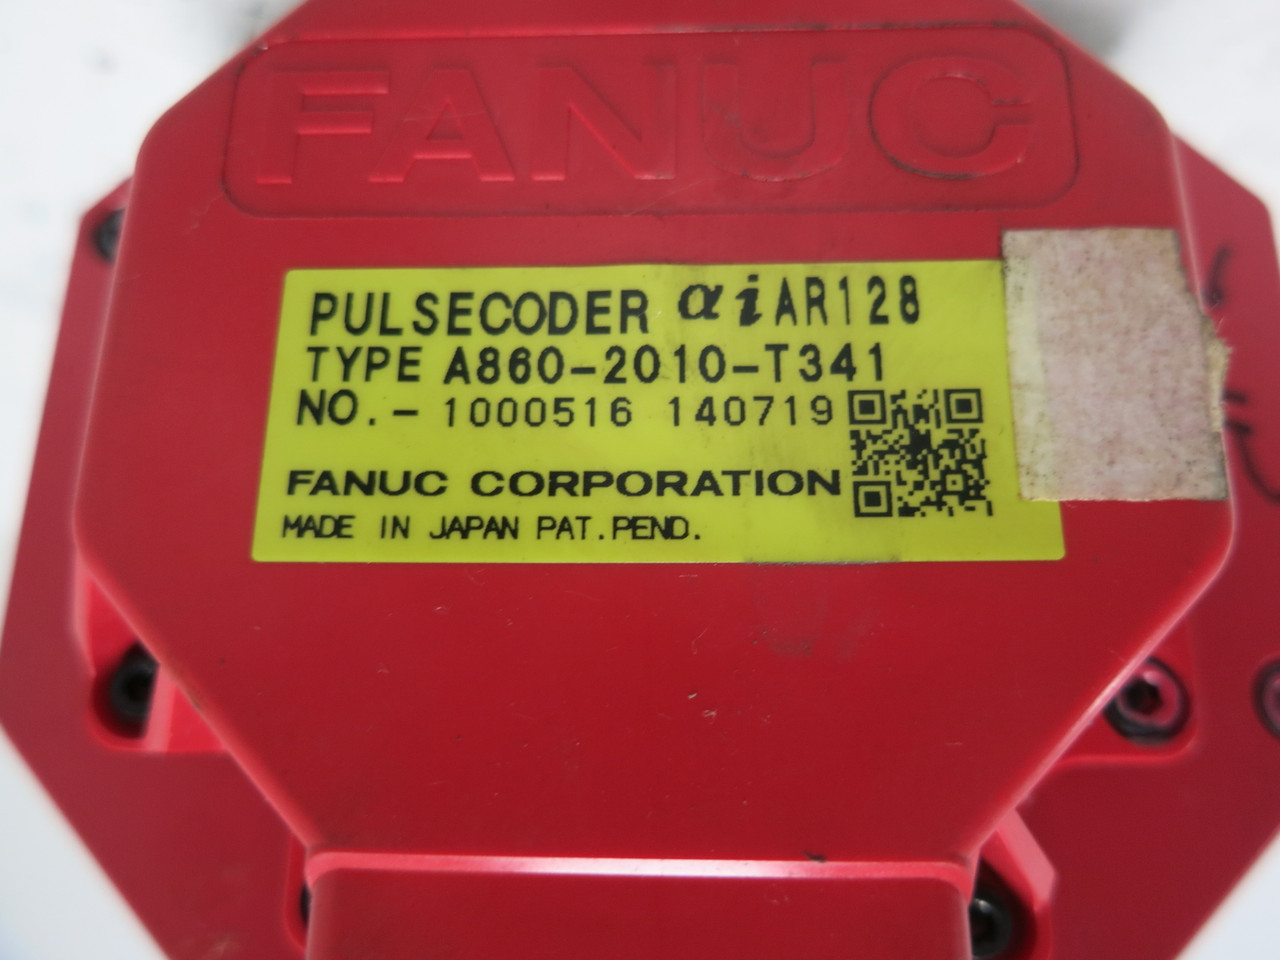 FANUC
PULSECODER αiAR128
TYPE A860-2010-T341
NO.- 1000516 140719
FANUC CORPORATION
MADE IN JAPAN PAT.PEND.